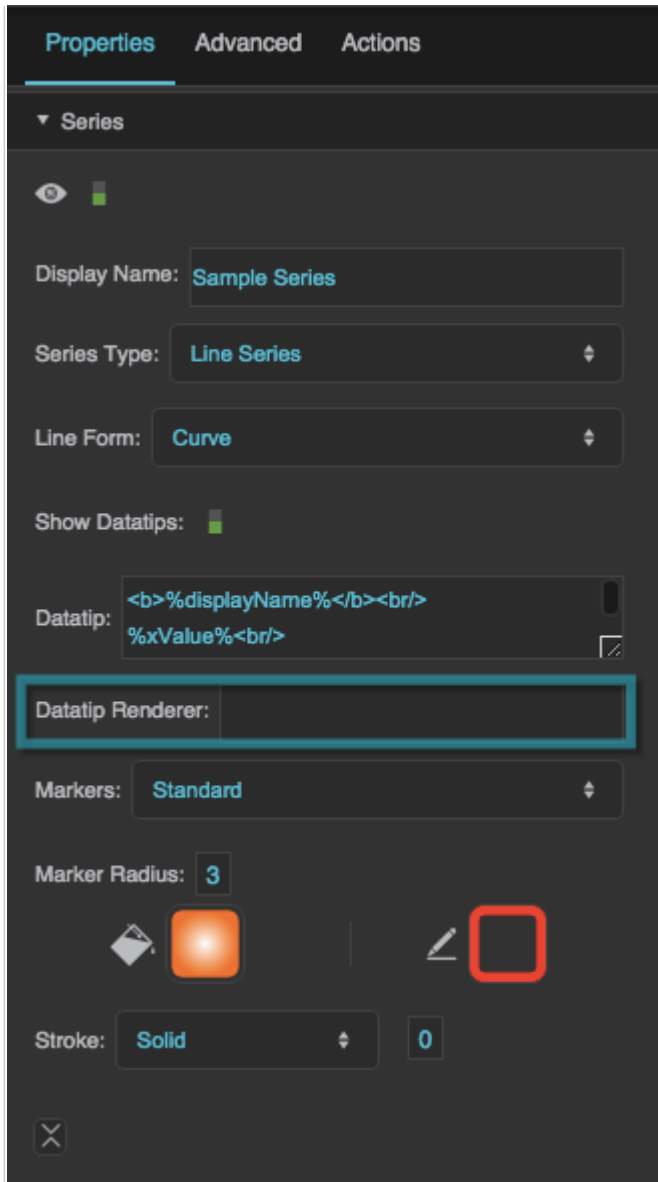 Properties Advanced Actions
Series
Display Name: Sample Series
Series Type: Line Series
Line Form: Curve
Show Datatips:
Datatip: <b>%displayName%</b><br/>
%xValue%<br/>
Datatip Renderer:
Markers: Standard
Marker Radius: 3
Stroke: Solid 0